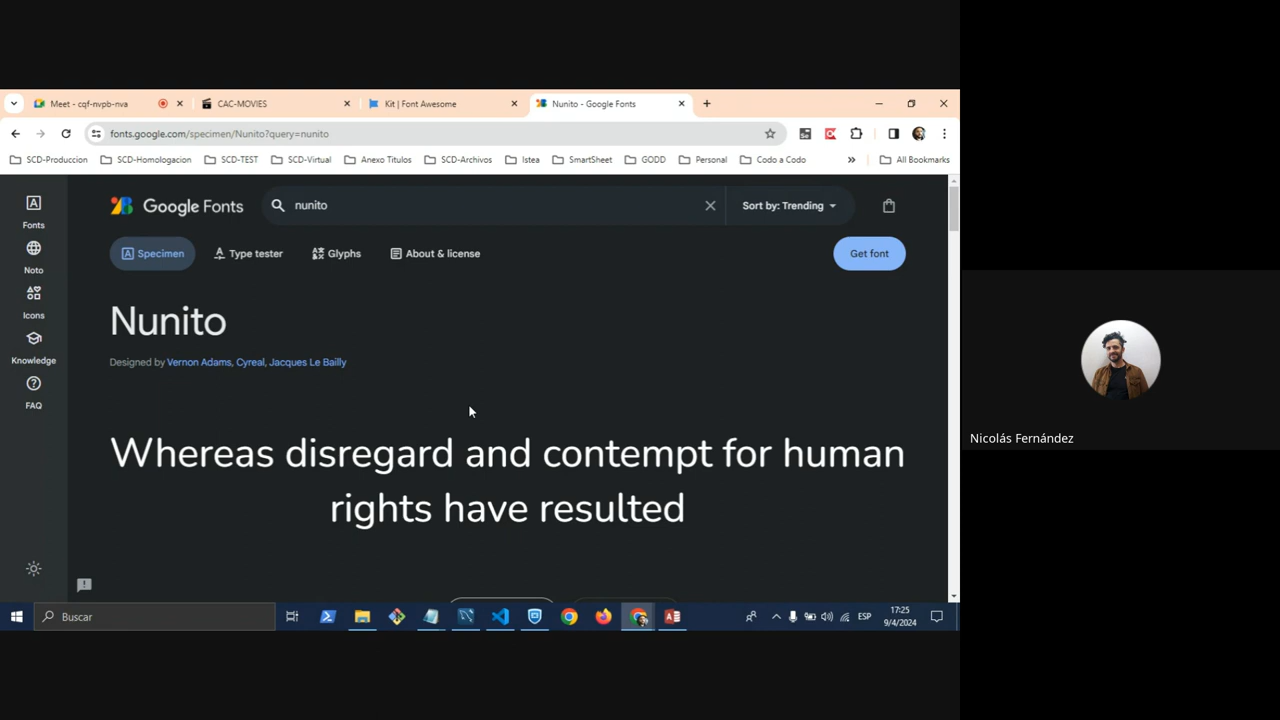 Meet - cqf-nvpb-nva
CAC-MOVIES
Kit | Font Awesome
Nunito - Google Fonts
fonts.google.com/specimen/Nunito?query=nunito
SCD-Produccion
SCD-Homologacion
SCD-TEST
SCD-Virtual
Anexo Titulos
SCD-Archivos
Istea
SmartSheet
GODD
Personal
Codo a Codo
All Bookmarks
Google Fonts
nunito
Sort by: Trending
Fonts
Noto
Icons
Knowledge
FAQ
Specimen
Type tester
Glyphs
About & license
Get font
Nunito
Designed by Vernon Adams, Cyreal, Jacques Le Bailly
Whereas disregard and contempt for human
rights have resulted
Nicolás Fernández
Buscar
ESP
17:25
9/4/2024